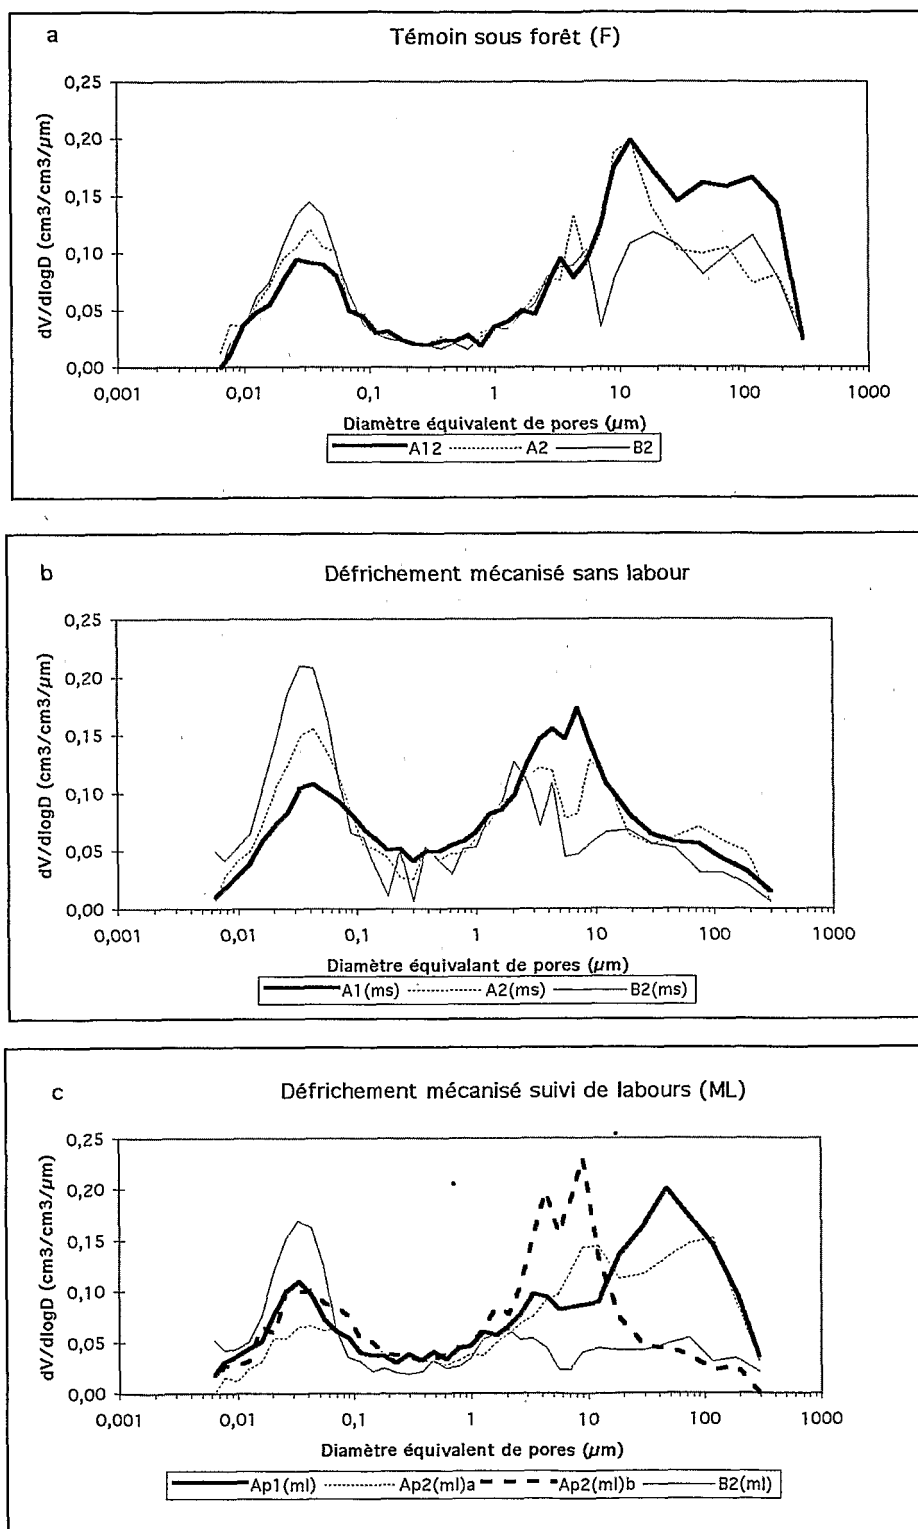 a
Témoin sous forêt (F)
dV/dlogD (cm3/cm3/µm)
0,25
0,20
0,15
0,10
0,05
0,00
0,001 0,01 0,1 1 10 100 1000
Diamètre équivalent de pores (µm)
A12 A2 B2
b
Défrichement mécanisé sans labour
dV/dlogD (cm3/cm3/µm)
0,25
0,20
0,15
0,10
0,05
0,00
0,001 0,01 0,1 1 10 100 1000
Diamètre équivalant de pores (µm)
A1(ms) A2(ms) B2(ms)
c
Défrichement mécanisé suivi de labours (ML)
dV/dlogD (cm3/cm3/µm)
0,25
0,20
0,15
0,10
0,05
0,00
0,001 0,01 0,1 1 10 100 1000
Diamètre équivalent de pores (µm)
Ap1(ml) Ap2(ml)a Ap2(ml)b B2(ml)